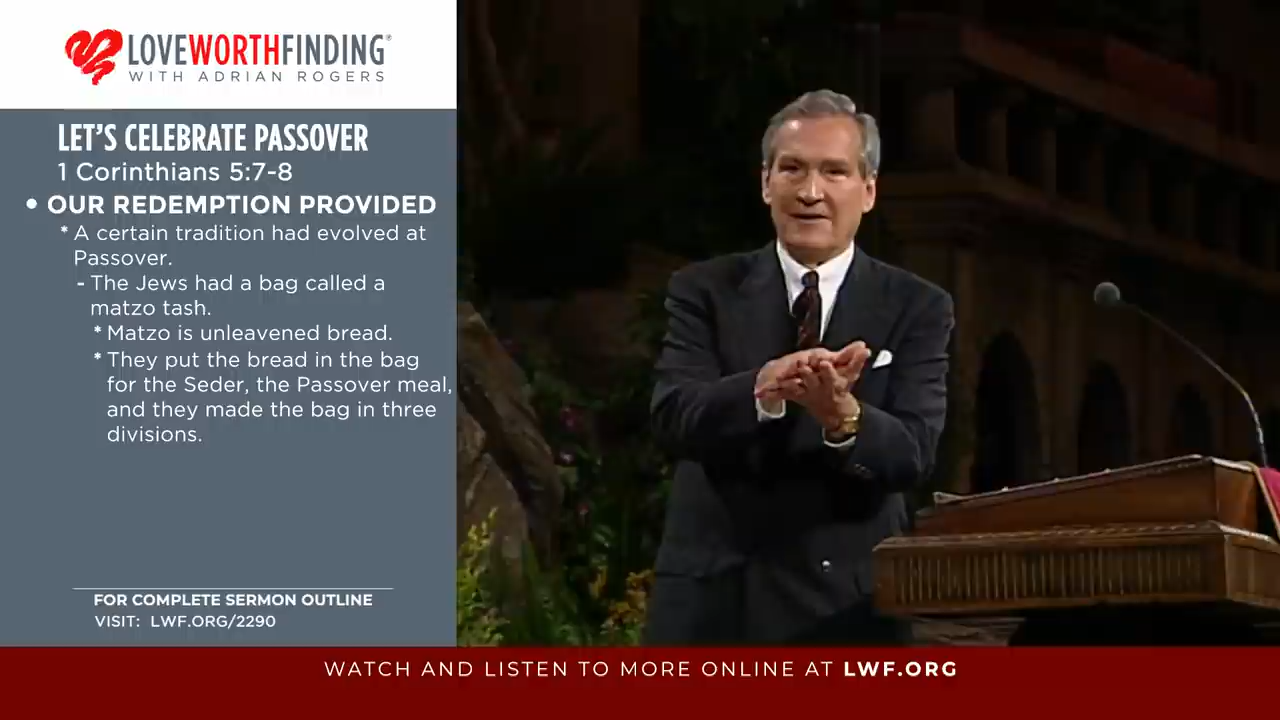 LOVEWORTHFINDING®
WITH ADRIAN ROGERS
LET'S CELEBRATE PASSOVER
1 Corinthians 5:7-8
• OUR REDEMPTION PROVIDED
* A certain tradition had evolved at
Passover.
- The Jews had a bag called a
matzo tash.
* Matzo is unleavened bread.
* They put the bread in the bag
for the Seder, the Passover meal,
and they made the bag in three
divisions.
FOR COMPLETE SERMON OUTLINE
VISIT: LWF.ORG/2290
WATCH AND LISTEN TO MORE ONLINE AT LWF.ORG